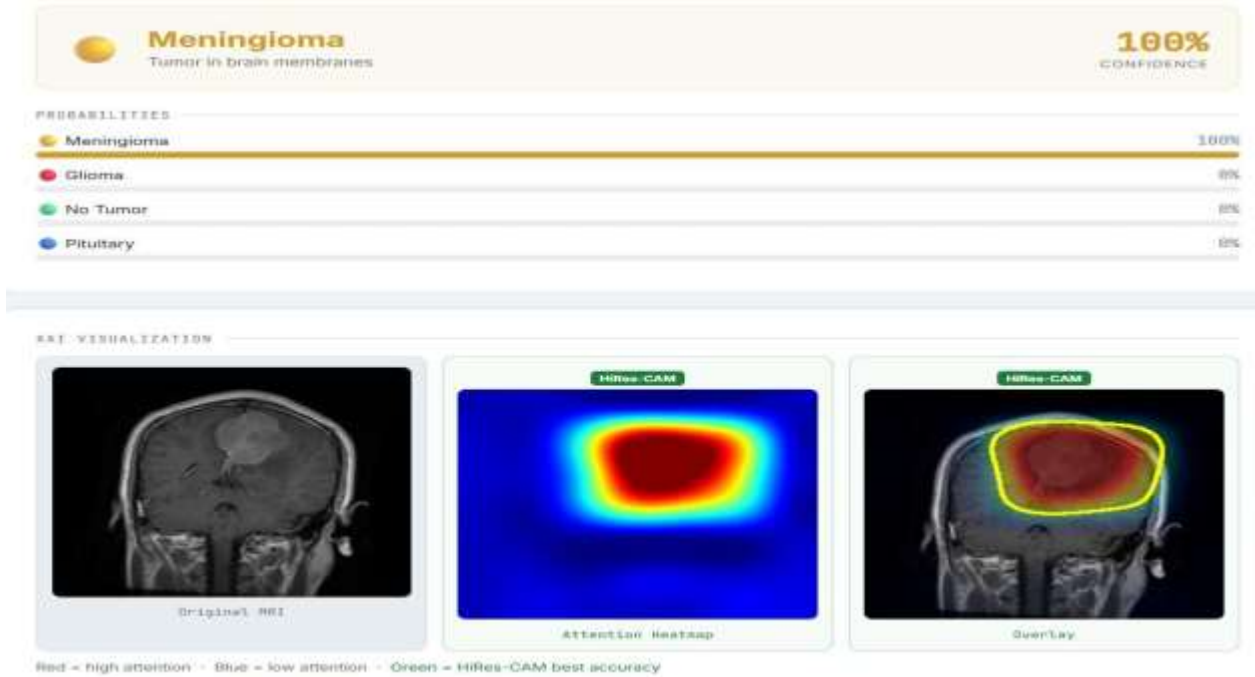 Meningioma
100%
Tumor in brain membranes
CONFIDENCE
PROBABILITIES
Meningioma 100%
Glioma 0%
No Tumor 0%
Pituitary 0%
XAI VISUALIZATION
HiRes-CAM
HiRes-CAM
Original MRI
Attention Heatmap
Overlay
Red = high attention · Blue = low attention · Green = HiRes-CAM best accuracy